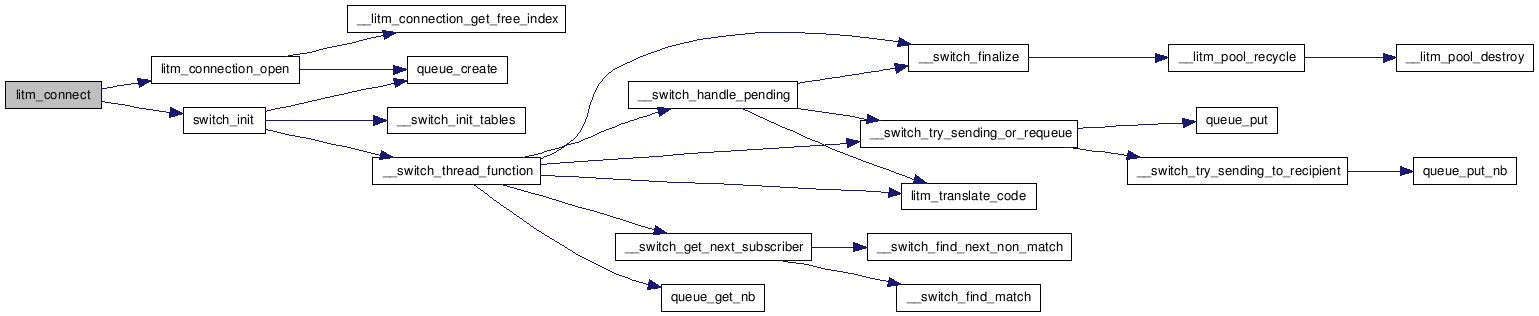 litm_connect
litm_connection_open
switch_init
__litm_connection_get_free_index
queue_create
__switch_init_tables
__switch_thread_function
__switch_handle_pending
__switch_get_next_subscriber
queue_get_nb
__switch_finalize
__switch_try_sending_or_requeue
litm_translate_code
__switch_find_next_non_match
__switch_find_match
__litm_pool_recycle
queue_put
__switch_try_sending_to_recipient
__litm_pool_destroy
queue_put_nb